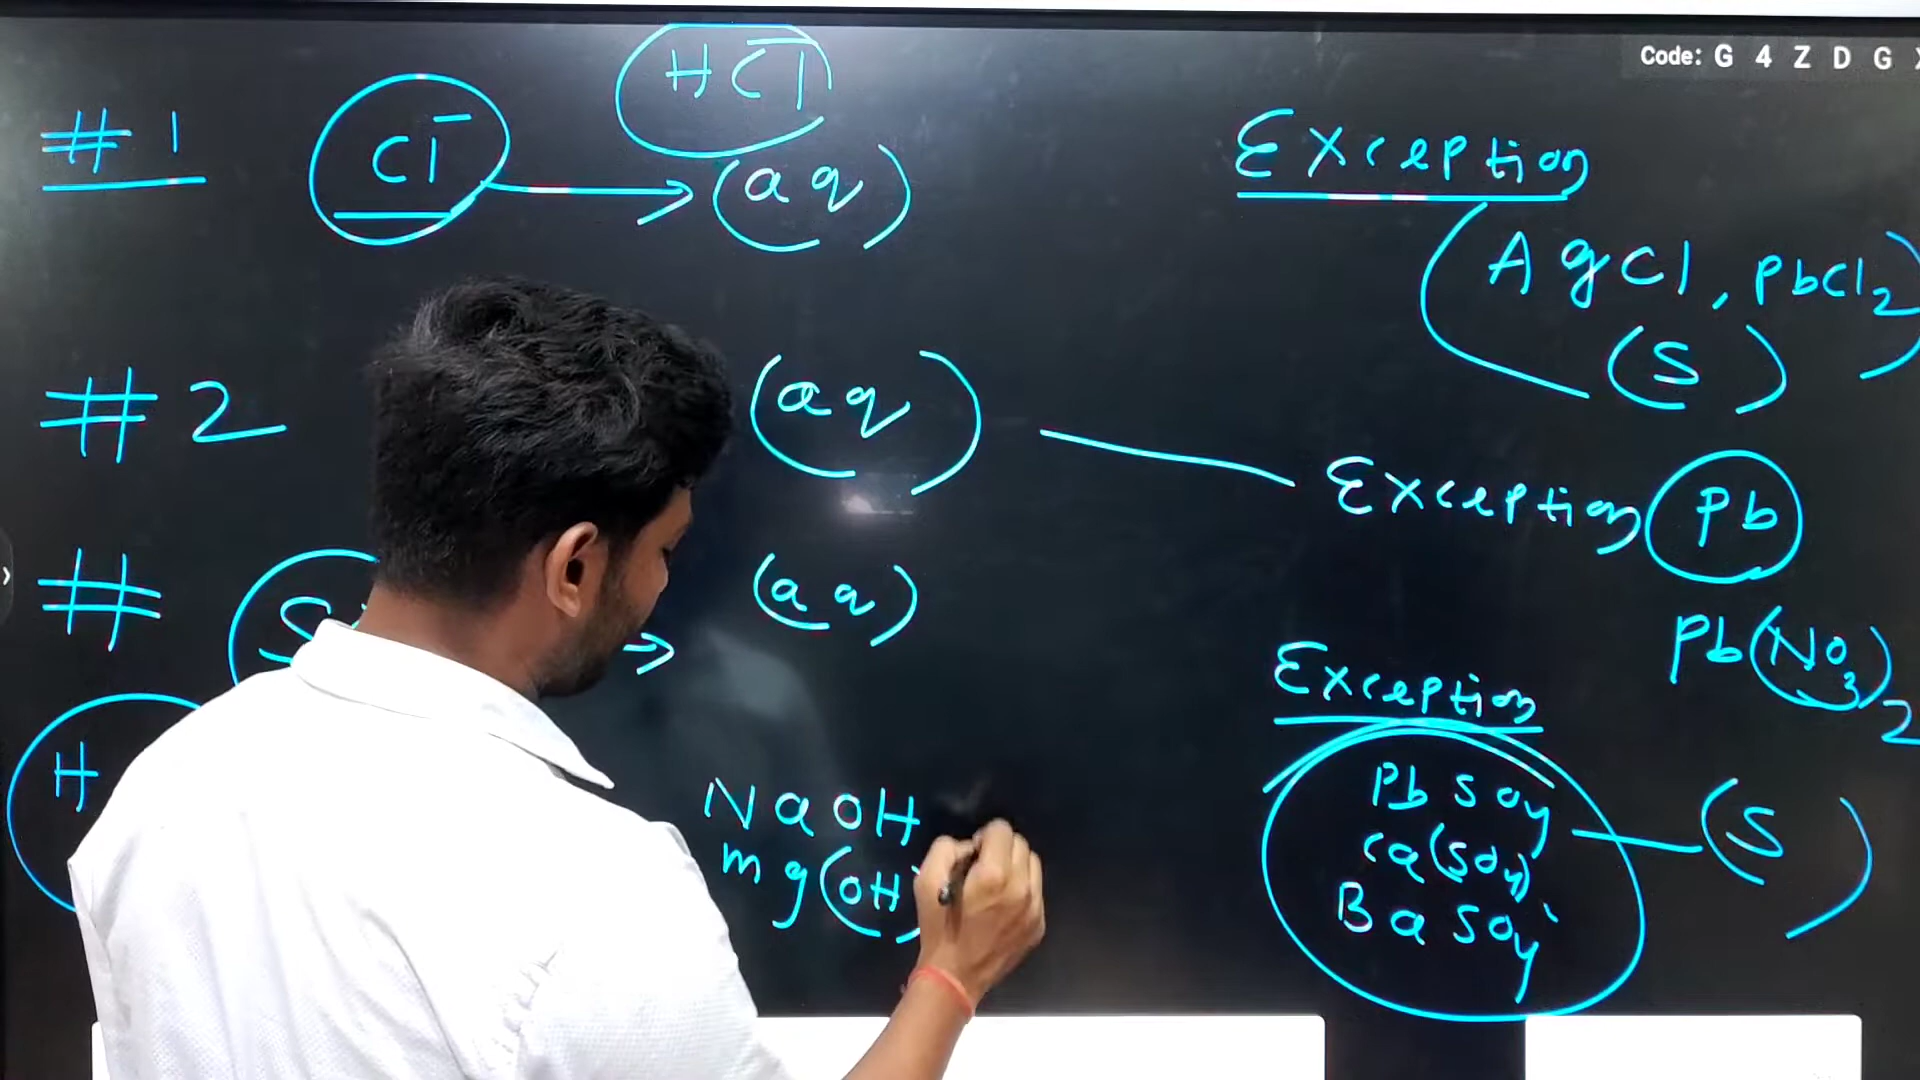 Code: G 4 Z D G
# 1 Cl⁻ → (aq)
HCl
Exception
(AgCl, PbCl2)
(S)
# 2 (aq) — Exception Pb
Pb(NO3)2
# S → (aq)
Exception
PbSO4
Ca(SO4) — (S)
BaSO4
H
NaOH
mg(OH)